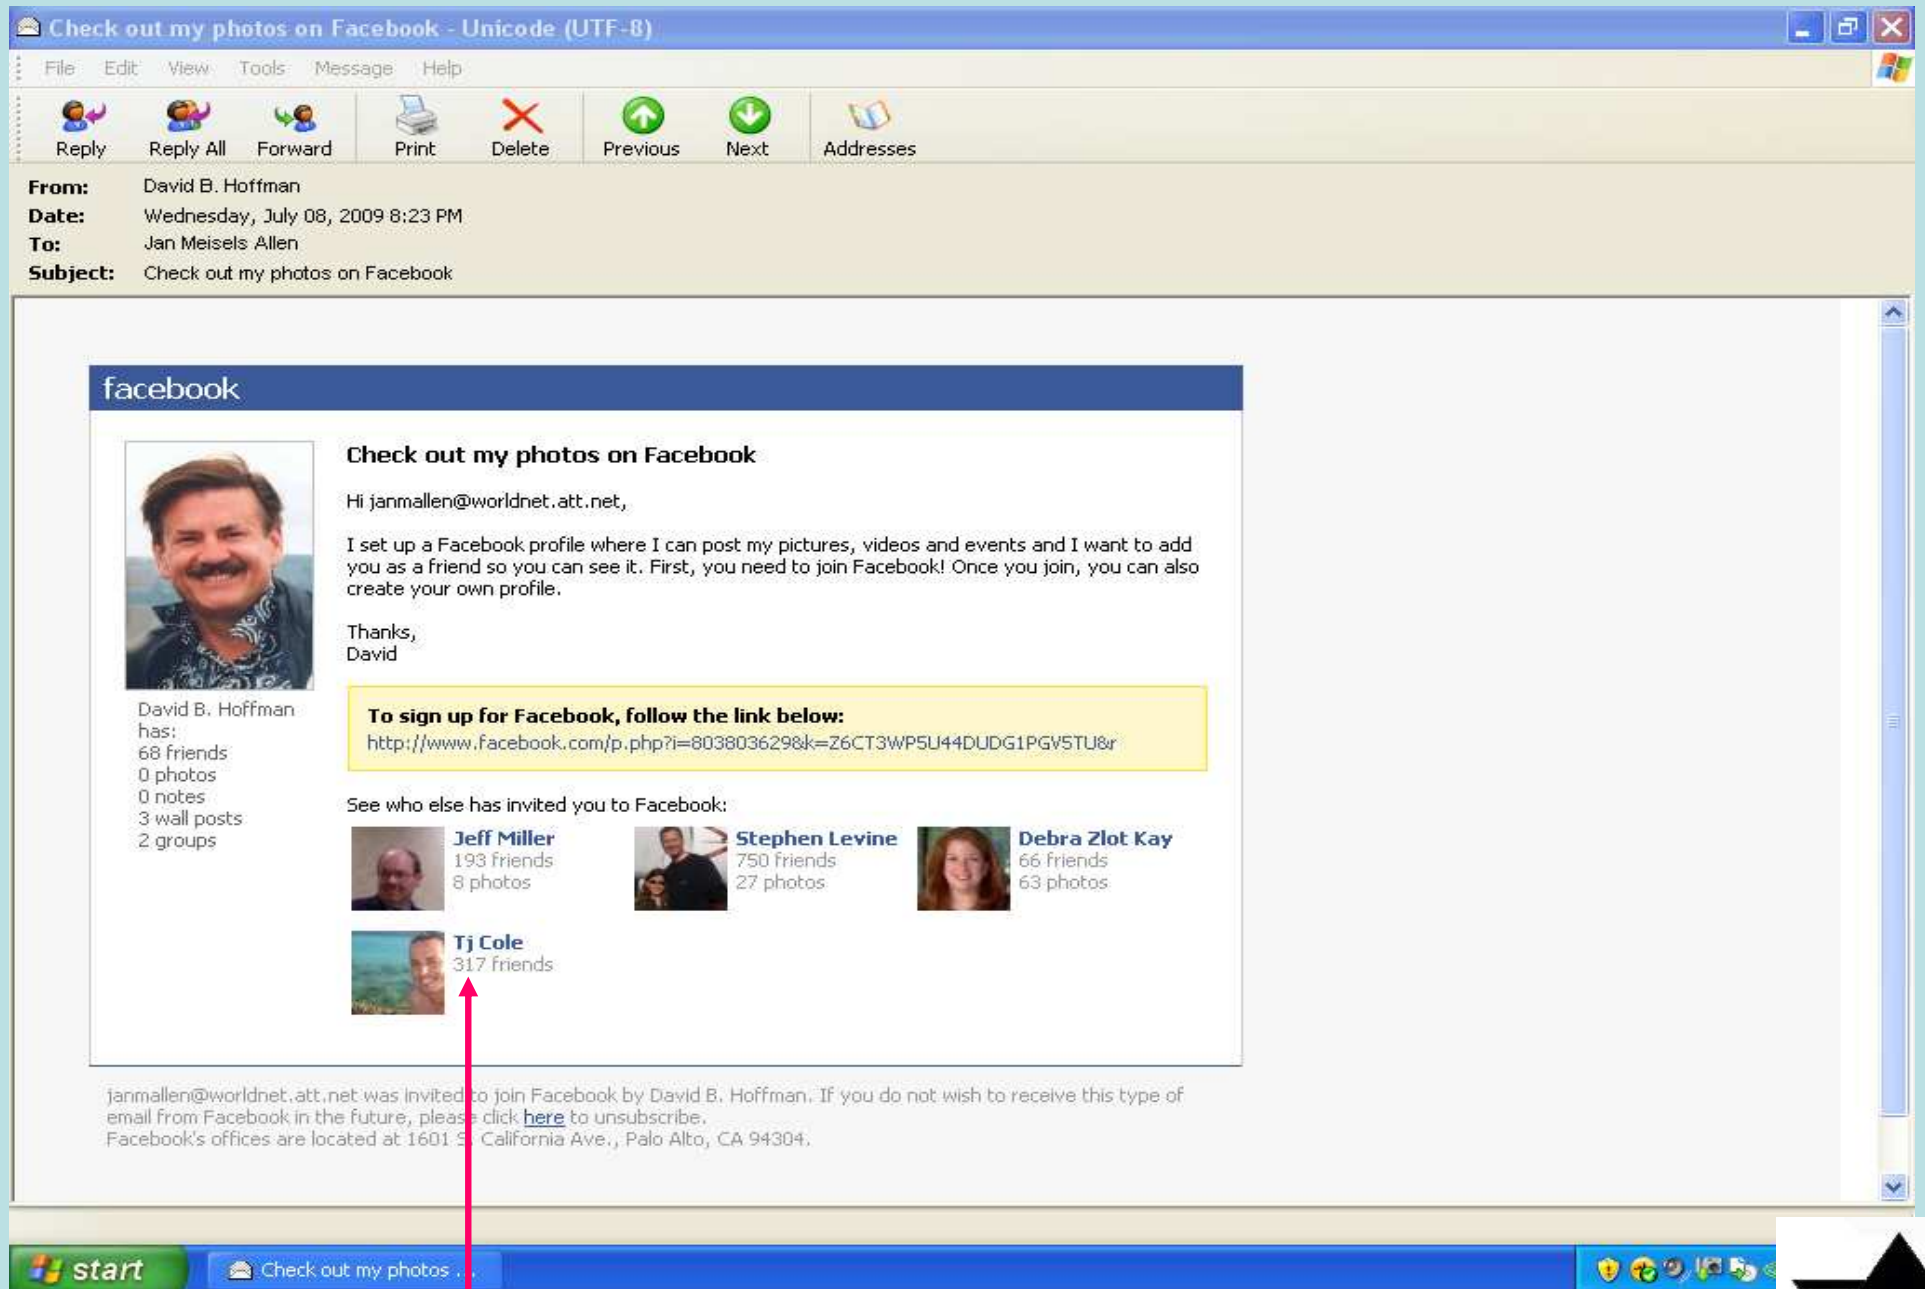 Check out my photos on Facebook - Unicode (UTF-8)
File Edit View Tools Message Help
Reply Reply All Forward Print Delete Previous Next Addresses
From: David B. Hoffman
Date: Wednesday, July 08, 2009 8:23 PM
To: Jan Meisels Allen
Subject: Check out my photos on Facebook
facebook
Check out my photos on Facebook
Hi janmallen@worldnet.att.net,
I set up a Facebook profile where I can post my pictures, videos and events and I want to add
you as a friend so you can see it. First, you need to join Facebook! Once you join, you can also
create your own profile.
Thanks,
David
David B. Hoffman
has:
68 friends
0 photos
0 notes
3 wall posts
2 groups
To sign up for Facebook, follow the link below:
http://www.facebook.com/p.php?i=803803629&k=Z6CT3WP5U44DUDG1PGV5TU&r
See who else has invited you to Facebook:
Jeff Miller
193 friends
8 photos
Stephen Levine
750 friends
27 photos
Debra Zlot Kay
66 friends
63 photos
Tj Cole
317 friends
janmallen@worldnet.att.net was invited to join Facebook by David B. Hoffman. If you do not wish to receive this type of
email from Facebook in the future, please click here to unsubscribe.
Facebook's offices are located at 1601 S. California Ave., Palo Alto, CA 94304.
start Check out my photos ...